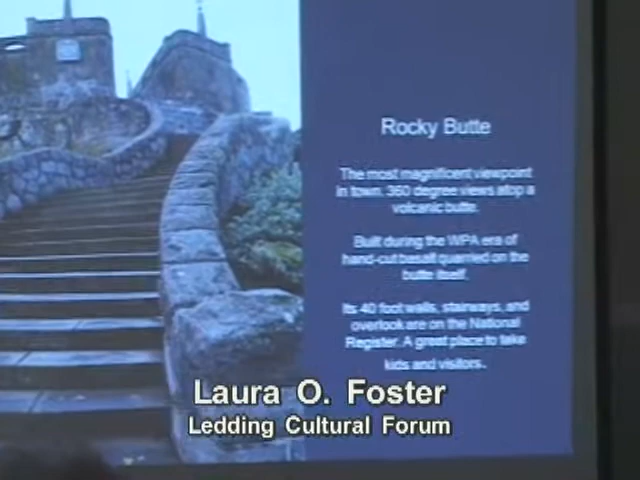 Rocky Butte
The most magnificent viewpoint
in town. 360 degree views atop a
volcanic butte.
Built during the WPA era of
hand-cut basalt quarried on the
butte itself.
Its 40 foot walls, stairways, and
overlook are on the National
Register. A great place to take
kids and visitors.
Laura O. Foster
Ledding Cultural Forum